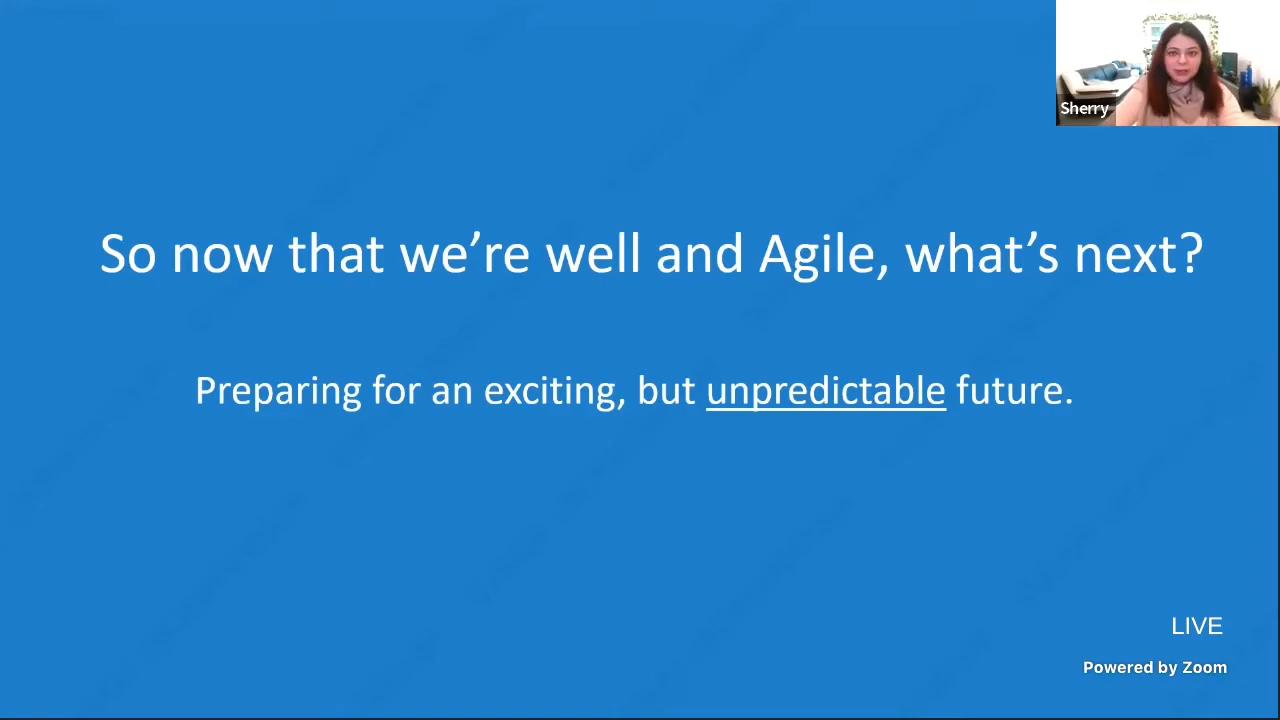 Sherry
So now that we’re well and Agile, what’s next?
Preparing for an exciting, but unpredictable future.
LIVE
Powered by Zoom